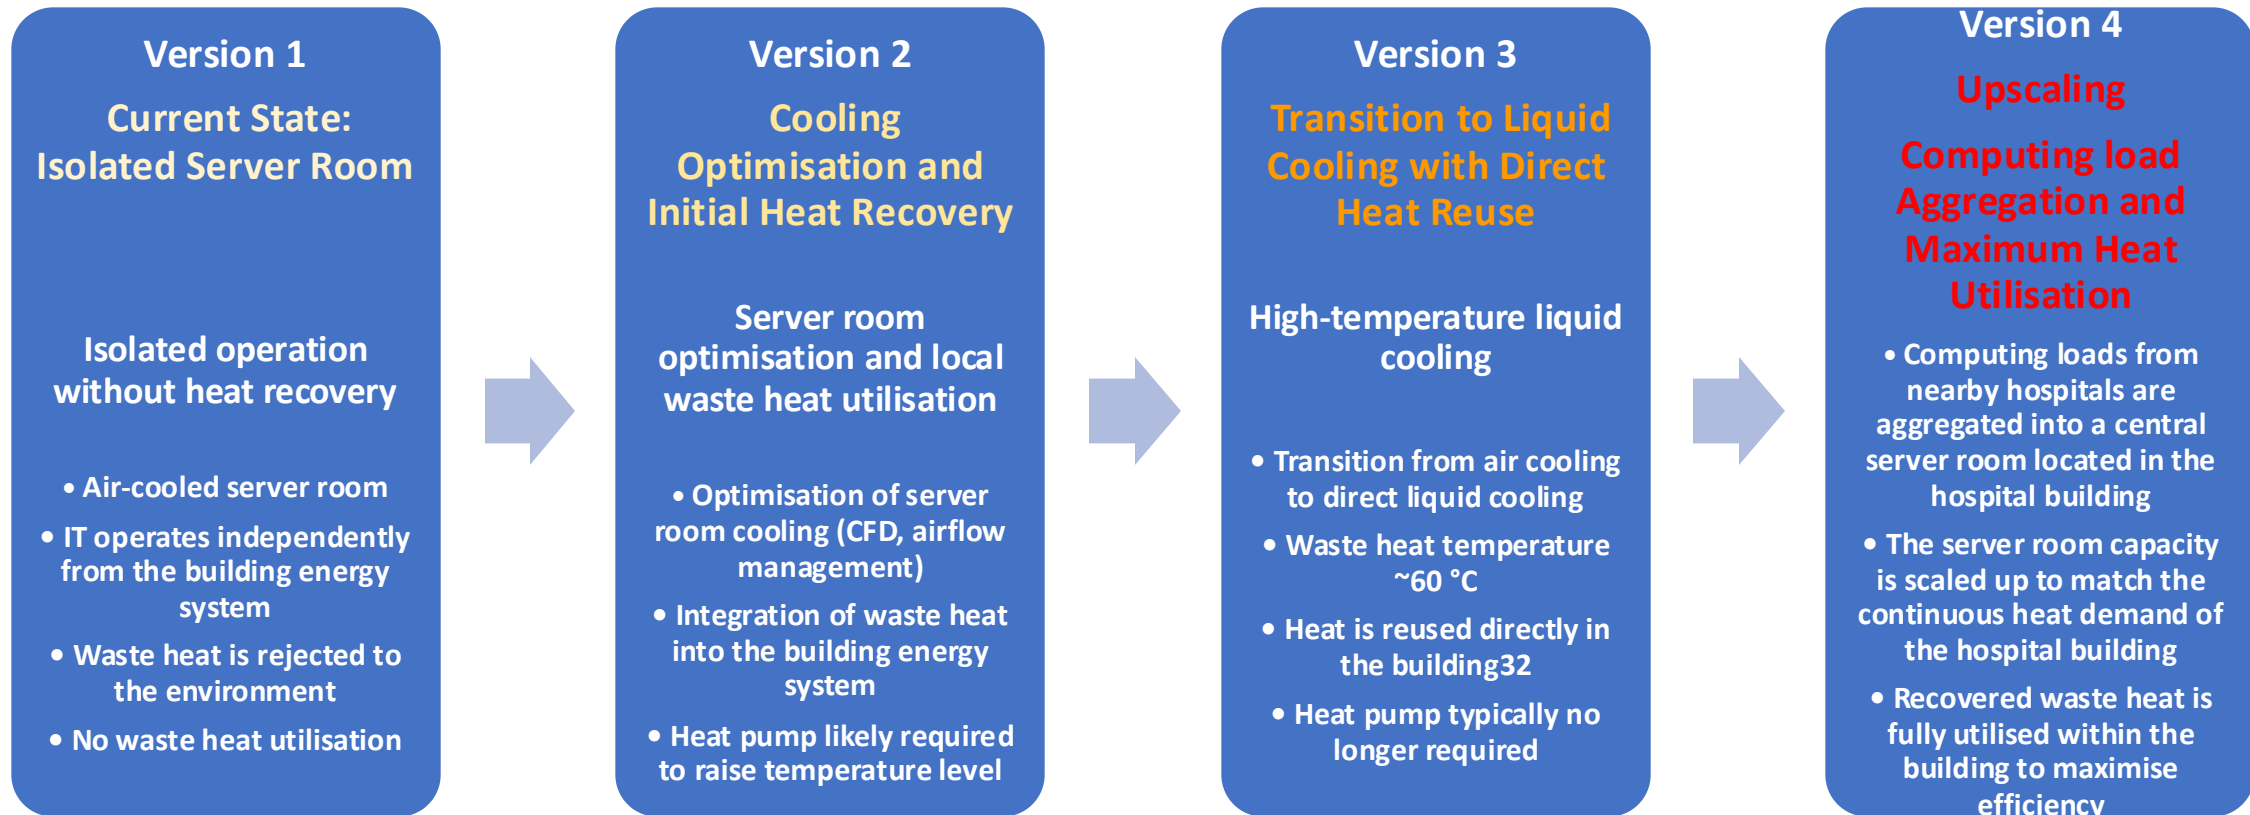 Version 1
Current State:
Isolated Server Room
Isolated operation
without heat recovery
• Air-cooled server room
• IT operates independently
from the building energy
system
• Waste heat is rejected to
the environment
• No waste heat utilisation
Version 2
Cooling
Optimisation and
Initial Heat Recovery
Server room
optimisation and local
waste heat utilisation
• Optimisation of server
room cooling (CFD, airflow
management)
• Integration of waste heat
into the building energy
system
• Heat pump likely required
to raise temperature level
Version 3
Transition to Liquid
Cooling with Direct
Heat Reuse
High-temperature liquid
cooling
• Transition from air cooling
to direct liquid cooling
• Waste heat temperature
~60 °C
• Heat is reused directly in
the building32
• Heat pump typically no
longer required
Version 4
Upscaling
Computing load
Aggregation and
Maximum Heat
Utilisation
• Computing loads from
nearby hospitals are
aggregated into a central
server room located in the
hospital building
• The server room capacity
is scaled up to match the
continuous heat demand of
the hospital building
• Recovered waste heat is
fully utilised within the
building to maximise
efficiency